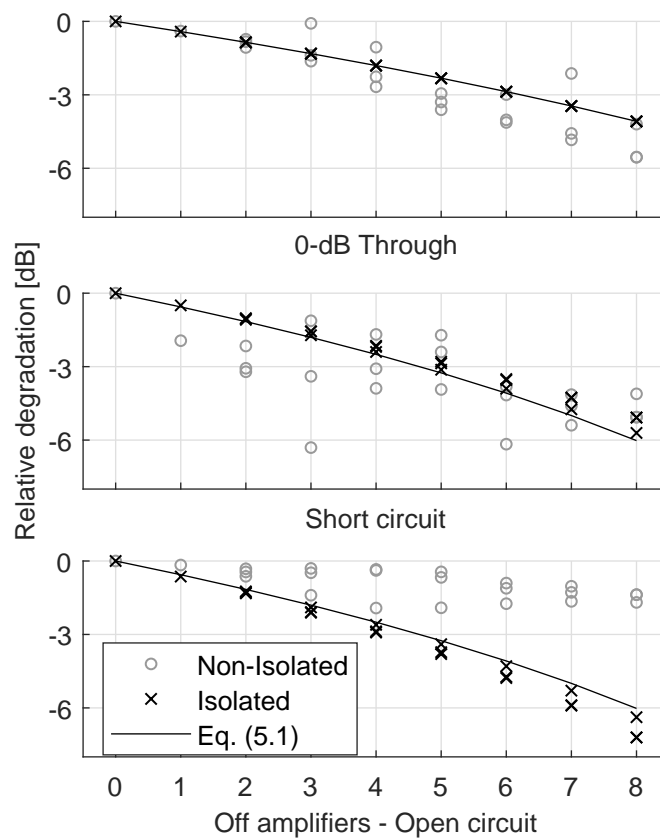 0
-3
-6
0-dB Through
Relative degradation [dB]
0
-3
-6
Short circuit
0
-3
-6
Non-Isolated
Isolated
Eq. (5.1)
0 1 2 3 4 5 6 7 8
Off amplifiers - Open circuit